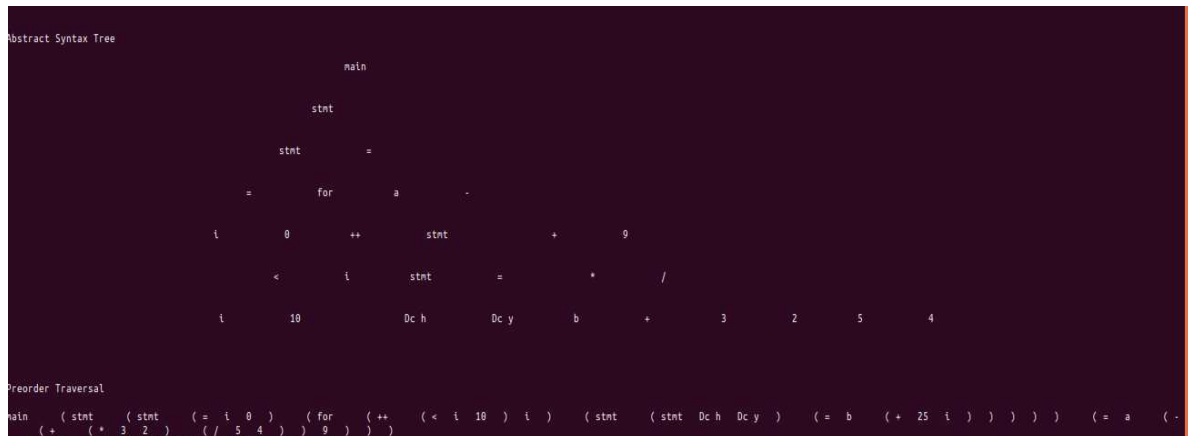 Abstract Syntax Tree
main
stmt
stmt =
= for a -
i 0 ++ stmt + 9
< i stmt = * /
i 10 Dc h Dc y b + 3 2 5 4
Preorder Traversal
main ( stmt ( stmt ( = i 0 ) ( for ( ++ ( < i 10 ) i ) ( stmt ( stmt Dc h Dc y ) ( = b ( + 25 i ) ) ) ) ) ( = a ( -
( + ( * 3 2 ) ( / 5 4 ) ) 9 ) ) )